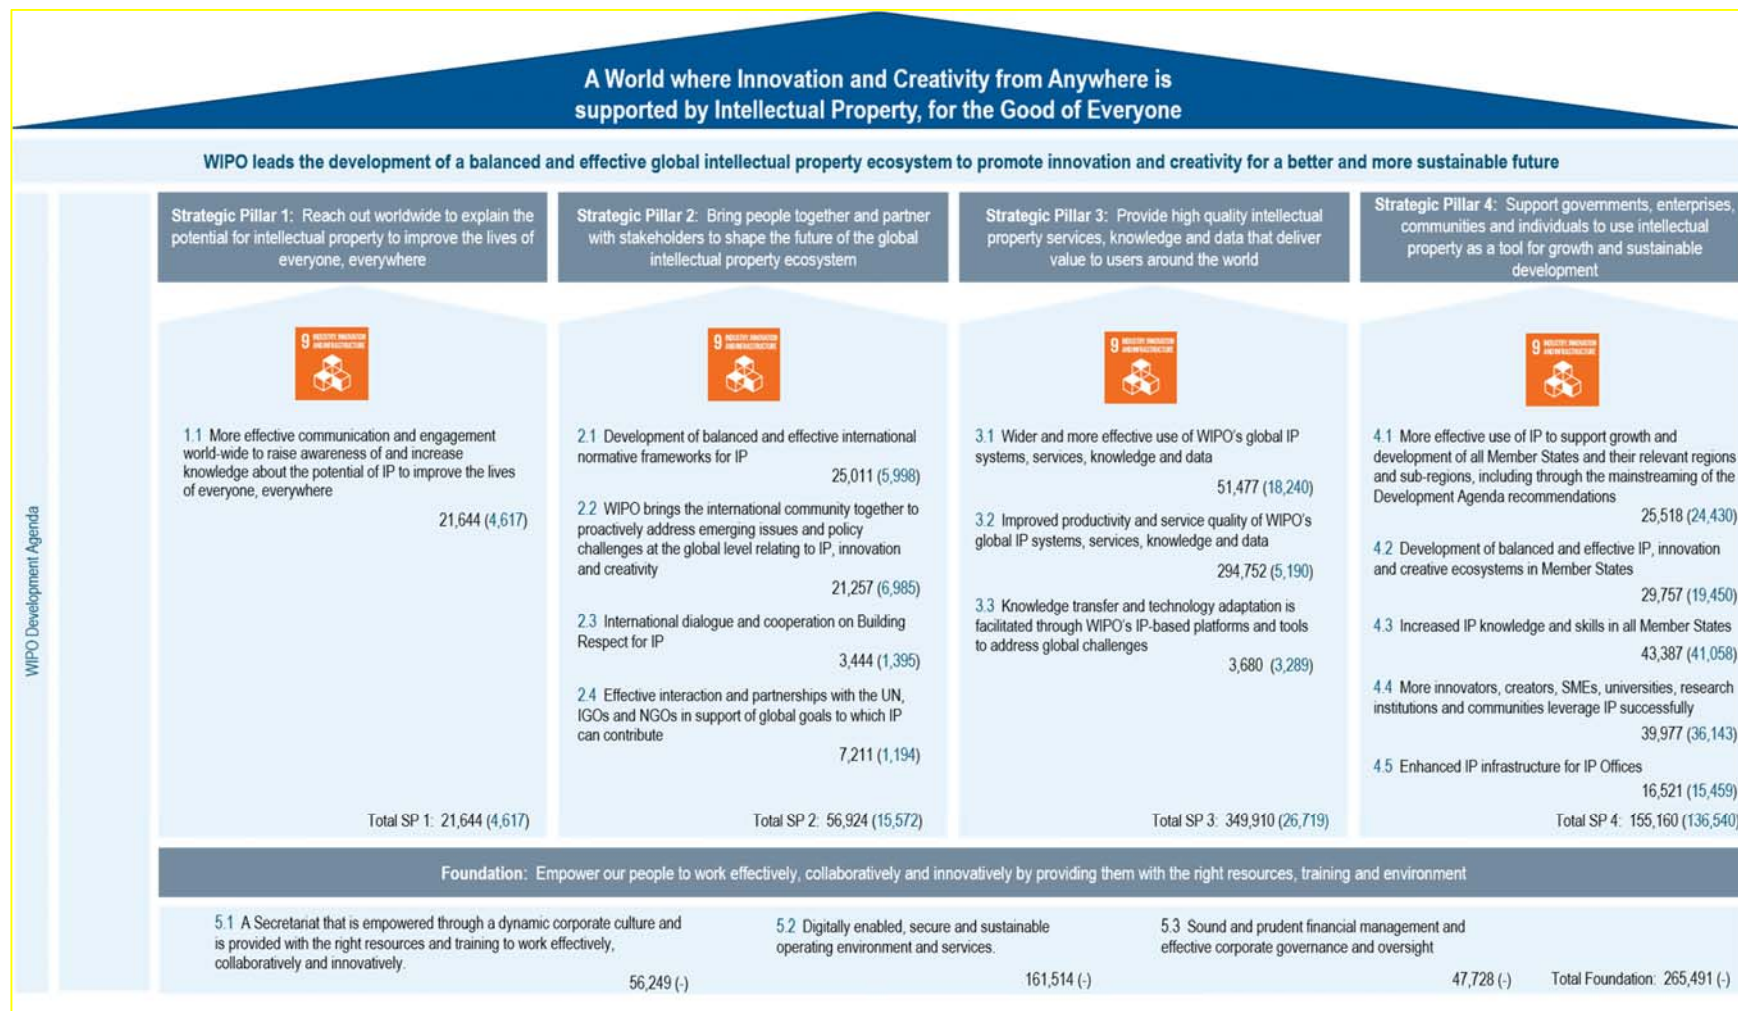 A World where Innovation and Creativity from Anywhere is
supported by Intellectual Property, for the Good of Everyone
WIPO leads the development of a balanced and effective global intellectual property ecosystem to promote innovation and creativity for a better and more sustainable future
WIPO Development Agenda
Strategic Pillar 1: Reach out worldwide to explain the
potential for intellectual property to improve the lives of
everyone, everywhere
9 INDUSTRY, INNOVATION
AND INFRASTRUCTURE
1.1 More effective communication and engagement
world-wide to raise awareness of and increase
knowledge about the potential of IP to improve the lives
of everyone, everywhere
21,644 (4,617)
Total SP 1: 21,644 (4,617)
Strategic Pillar 2: Bring people together and partner
with stakeholders to shape the future of the global
intellectual property ecosystem
9 INDUSTRY, INNOVATION
AND INFRASTRUCTURE
2.1 Development of balanced and effective international
normative frameworks for IP
25,011 (5,998)
2.2 WIPO brings the international community together to
proactively address emerging issues and policy
challenges at the global level relating to IP, innovation
and creativity
21,257 (6,985)
2.3 International dialogue and cooperation on Building
Respect for IP
3,444 (1,395)
2.4 Effective interaction and partnerships with the UN,
IGOs and NGOs in support of global goals to which IP
can contribute
7,211 (1,194)
Total SP 2: 56,924 (15,572)
Strategic Pillar 3: Provide high quality intellectual
property services, knowledge and data that deliver
value to users around the world
9 INDUSTRY, INNOVATION
AND INFRASTRUCTURE
3.1 Wider and more effective use of WIPO's global IP
systems, services, knowledge and data
51,477 (18,240)
3.2 Improved productivity and service quality of WIPO's
global IP systems, services, knowledge and data
294,752 (5,190)
3.3 Knowledge transfer and technology adaptation is
facilitated through WIPO's IP-based platforms and tools
to address global challenges
3,680 (3,289)
Total SP 3: 349,910 (26,719)
Strategic Pillar 4: Support governments, enterprises,
communities and individuals to use intellectual
property as a tool for growth and sustainable
development
9 INDUSTRY, INNOVATION
AND INFRASTRUCTURE
4.1 More effective use of IP to support growth and
development of all Member States and their relevant regions
and sub-regions, including through the mainstreaming of the
Development Agenda recommendations
25,518 (24,430)
4.2 Development of balanced and effective IP, innovation
and creative ecosystems in Member States
29,757 (19,450)
4.3 Increased IP knowledge and skills in all Member States
43,387 (41,058)
4.4 More innovators, creators, SMEs, universities, research
institutions and communities leverage IP successfully
39,977 (36,143)
4.5 Enhanced IP infrastructure for IP Offices
16,521 (15,459)
Total SP 4: 155,160 (136,540)
Foundation: Empower our people to work effectively, collaboratively and innovatively by providing them with the right resources, training and environment
5.1 A Secretariat that is empowered through a dynamic corporate culture and
is provided with the right resources and training to work effectively,
collaboratively and innovatively.
56,249 (-)
5.2 Digitally enabled, secure and sustainable
operating environment and services.
161,514 (-)
5.3 Sound and prudent financial management and
effective corporate governance and oversight
47,728 (-)
Total Foundation: 265,491 (-)